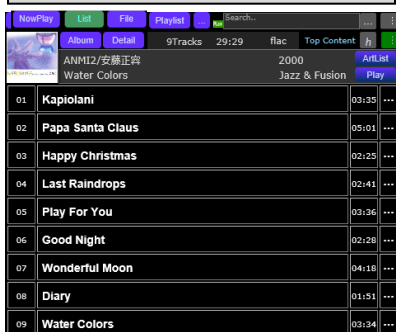 NowPlay List File Playlist ... Search.. ...
Album Detail 9Tracks 29:29 flac Top Content h
ANMI2/安藤正容 2000 ArtList
Water Colors Jazz & Fusion Play
01 Kapiolani 03:35 ...
02 Papa Santa Claus 05:01 ...
03 Happy Christmas 02:25 ...
04 Last Raindrops 02:41 ...
05 Play For You 03:36 ...
06 Good Night 02:28 ...
07 Wonderful Moon 04:18 ...
08 Diary 01:51 ...
09 Water Colors 03:34 ...